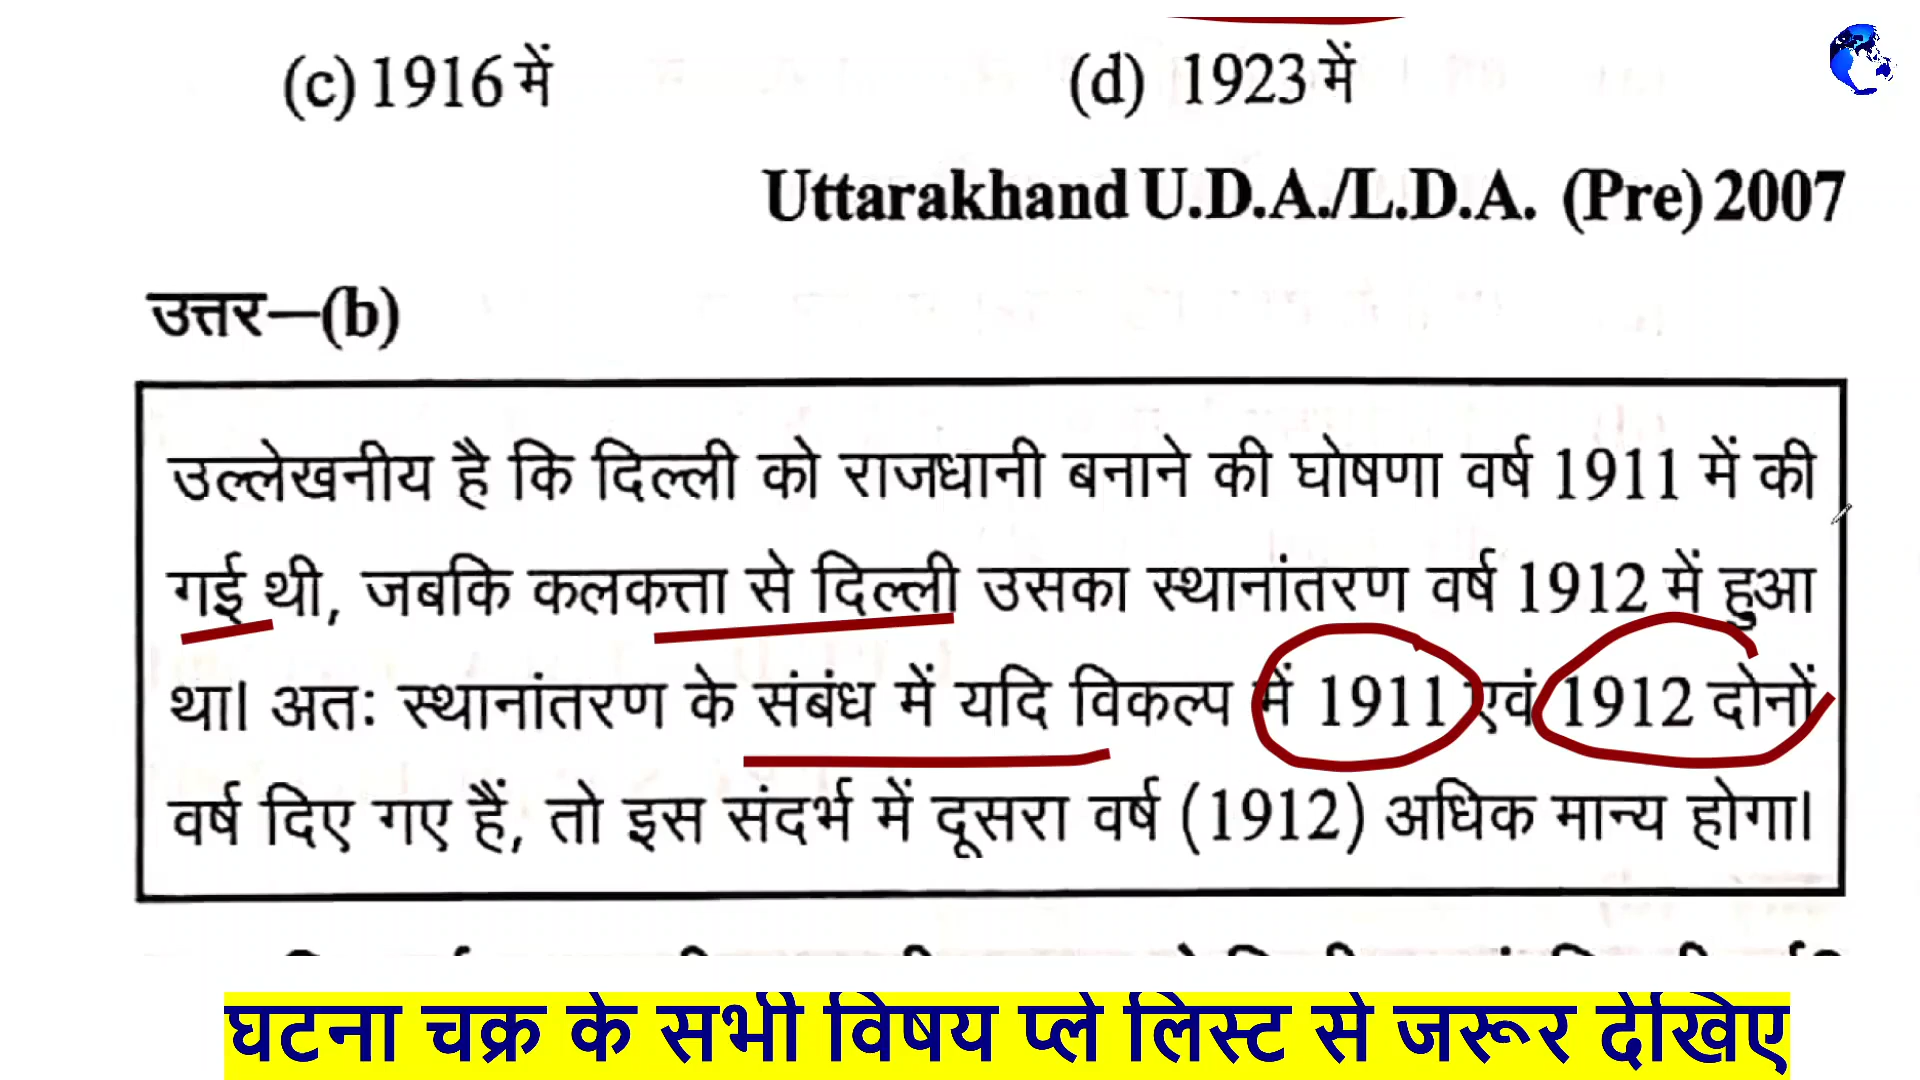 (c) 1916 में (d) 1923 में
Uttarakhand U.D.A./L.D.A. (Pre) 2007
उत्तर—(b)
उल्लेखनीय है कि दिल्ली को राजधानी बनाने की घोषणा वर्ष 1911 में की
गई थी, जबकि कलकत्ता से दिल्ली उसका स्थानांतरण वर्ष 1912 में हुआ
था। अतः स्थानांतरण के संबंध में यदि विकल्प में 1911 एवं 1912 दोनों
वर्ष दिए गए हैं, तो इस संदर्भ में दूसरा वर्ष (1912) अधिक मान्य होगा।
घटना चक्र के सभी विषय प्ले लिस्ट से जरूर देखिए